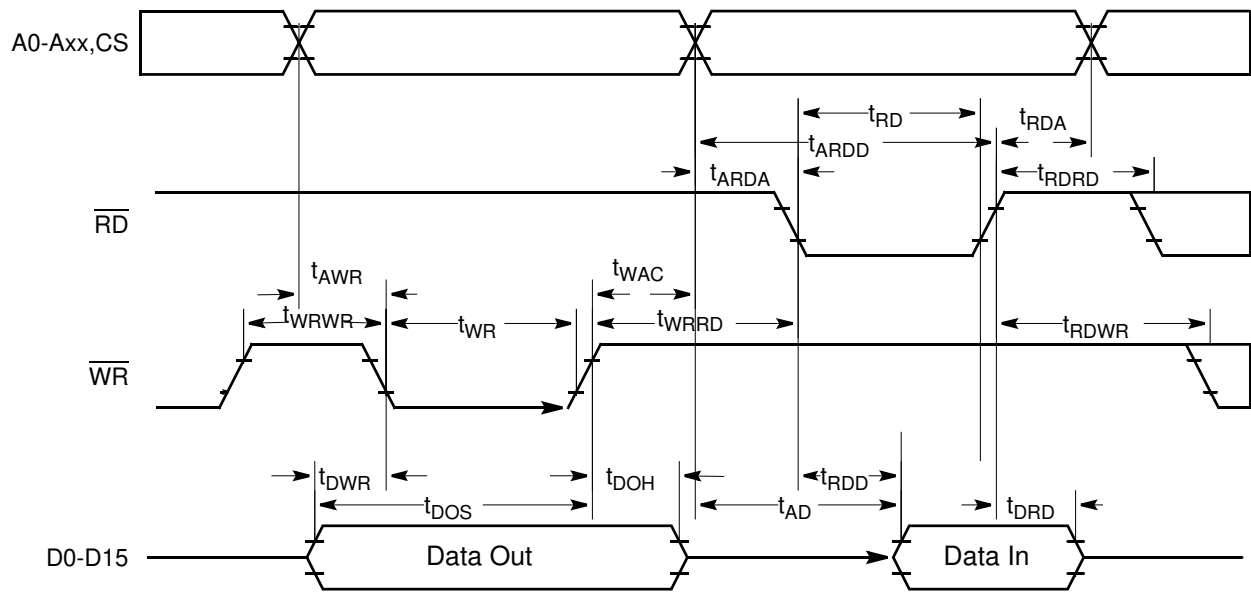 A0-Axx,CS
tRD
tRDA
tARDD
tARDA
tRDRD
RD
tAWR
tWAC
tWRWR
tWR
tWRRD
tRDWR
WR
tDWR
tDOH
tRDD
tDOS
tAD
tDRD
D0-D15
Data Out
Data In